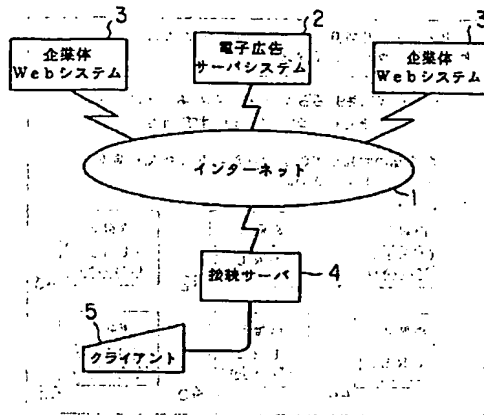 3
企業体
Webシステム
2
電子広告
サーバシステム
3
企業体
Webシステム
インターネット
1
接続サーバ
4
5
クライアント